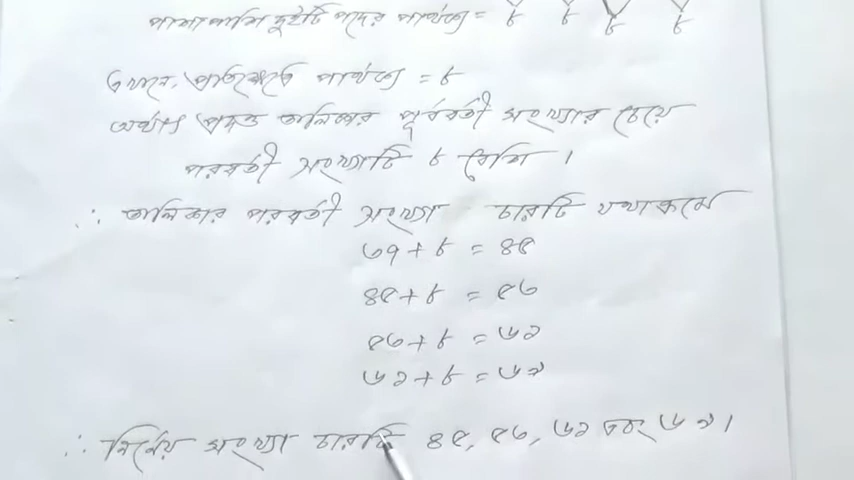 পাশাপাশি দুইটি পদের পার্থক্য = ৮ ৮ ৮ ৮
এখানে, প্রতিক্ষেত্রে পার্থক্য = ৮
অর্থাৎ প্রদত্ত তালিকার পূর্ববর্তী সংখ্যার চেয়ে
পরবর্তী সংখ্যাটি ৮ বেশি ।
∴ তালিকার পরবর্তী সংখ্যা চারটি যথাক্রমে
৩৭ + ৮ = ৪৫
৪৫ + ৮ = ৫৩
৫৩ + ৮ = ৬১
৬১ + ৮ = ৬৯
∴ নির্ণেয় সংখ্যা চারটি ৪৫, ৫৩, ৬১ এবং ৬৯।